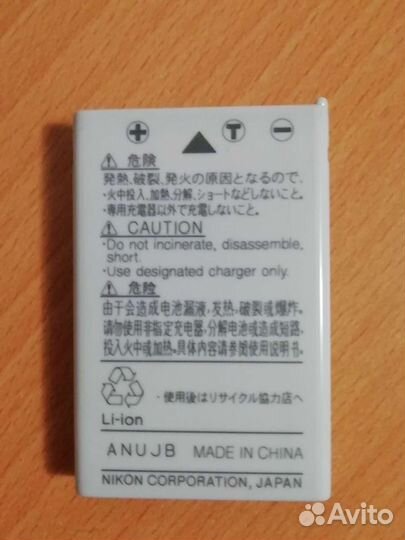 + T −
⚠ 危険
発熱、破裂、発火の原因となるので、
・火中投入、加熱、分解、ショートなどしないこと。
・専用充電器以外で充電しないこと。
⚠ CAUTION
・Do not incinerate, disassemble,
short.
・Use designated charger only.
⚠ 危险
由于会造成电池漏液，发热，破裂或爆炸。
请勿使用非指定充电器，分解电池或造成短路，
投入火中或加热。具体内容请参阅使用说明书。
・使用後はリサイクル協力店へ
Li-ion
ANUJB MADE IN CHINA
NIKON CORPORATION, JAPAN
Avito